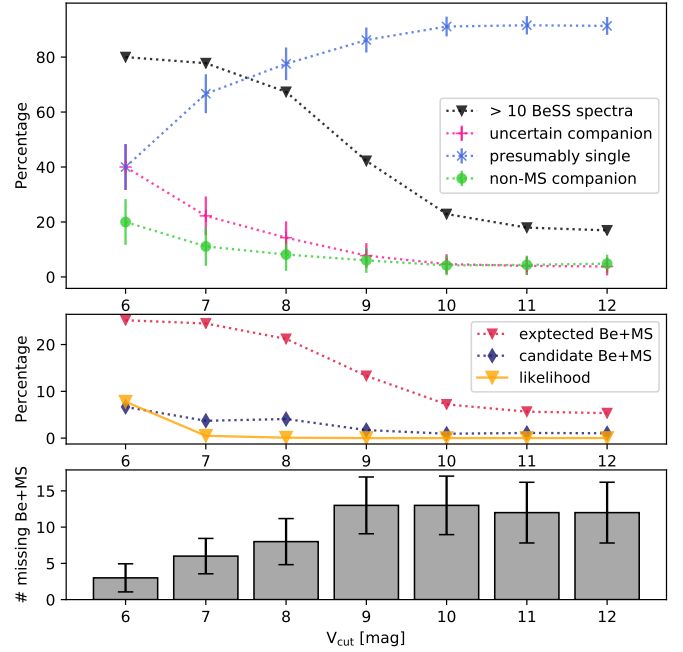 80
60
40
20
0
Percentage
> 10 BeSS spectra
uncertain companion
presumably single
non-MS companion
6 7 8 9 10 11 12
20
10
0
Percentage
exptected Be+MS
candidate Be+MS
likelihood
6 7 8 9 10 11 12
15
10
5
0
# missing Be+MS
6 7 8 9 10 11 12
V_cut [mag]